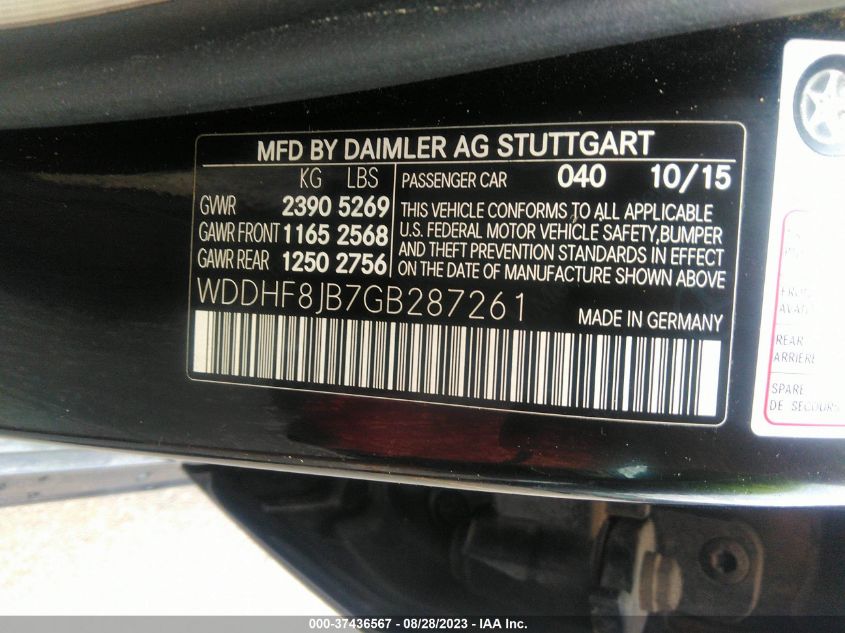 MFD BY DAIMLER AG STUTTGART
KG LBS
GVWR 2390 5269
GAWR FRONT 1165 2568
GAWR REAR 1250 2756
PASSENGER CAR 040 10/15
THIS VEHICLE CONFORMS TO ALL APPLICABLE
U.S. FEDERAL MOTOR VEHICLE SAFETY, BUMPER
AND THEFT PREVENTION STANDARDS IN EFFECT
ON THE DATE OF MANUFACTURE SHOWN ABOVE
WDDHF8JB7GB287261
MADE IN GERMANY
REAR
ARRIÈRE
SPARE
DE SECOURS
000-37436567 - 08/28/2023 - IAA Inc.